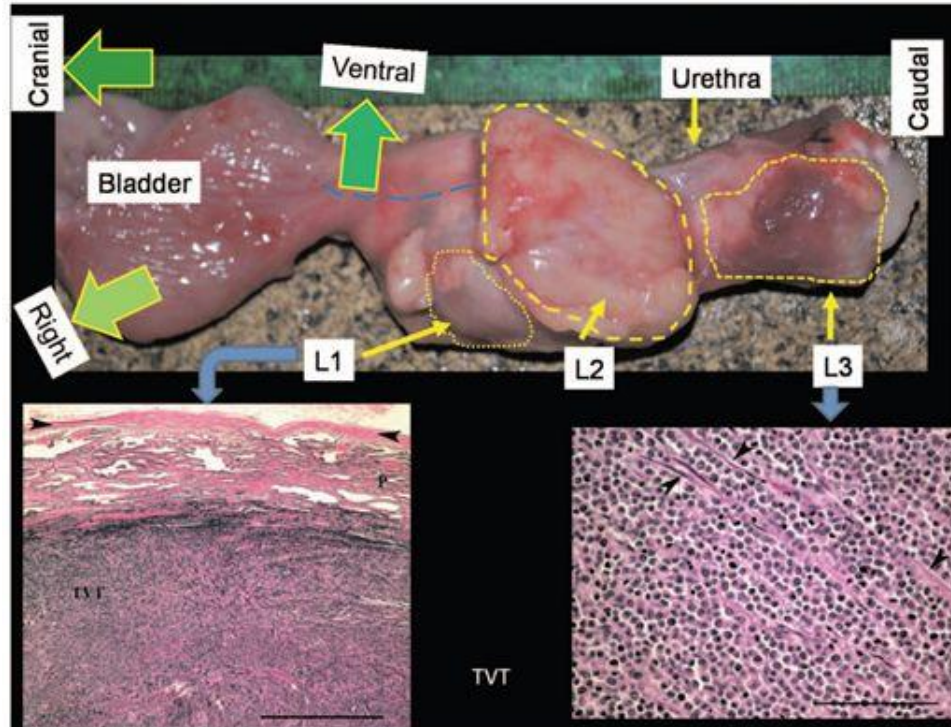 Cranial
Ventral
Urethra
Caudal
Bladder
Right
L1
L2
L3
P
TVT
TVT